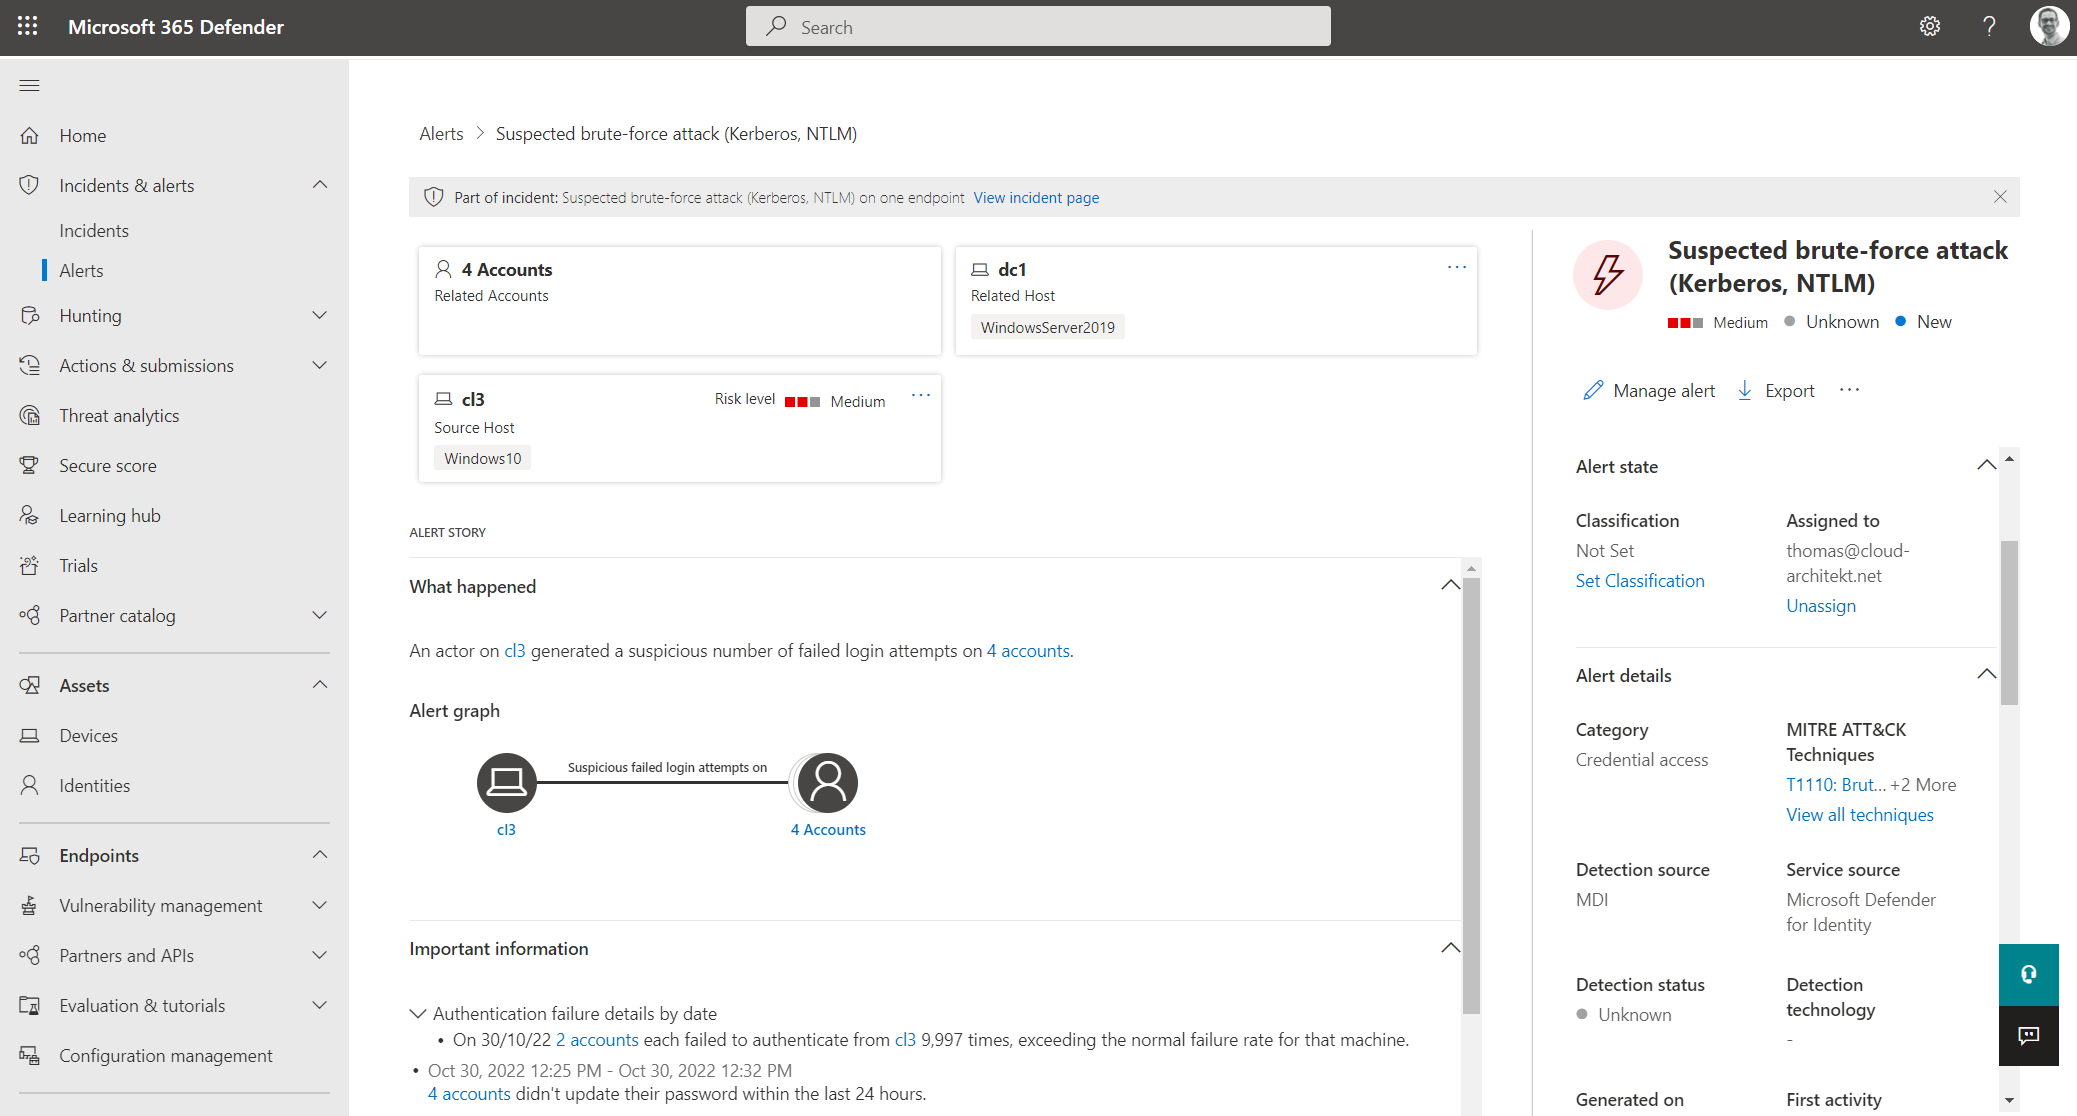 Microsoft 365 Defender
Search
Home
Incidents & alerts
Incidents
Alerts
Hunting
Actions & submissions
Threat analytics
Secure score
Learning hub
Trials
Partner catalog
Assets
Devices
Identities
Endpoints
Vulnerability management
Partners and APIs
Evaluation & tutorials
Configuration management
Alerts > Suspected brute-force attack (Kerberos, NTLM)
Part of incident: Suspected brute-force attack (Kerberos, NTLM) on one endpoint View incident page
4 Accounts
Related Accounts
dc1
Related Host
WindowsServer2019
cl3
Risk level Medium
Source Host
Windows10
ALERT STORY
What happened
An actor on cl3 generated a suspicious number of failed login attempts on 4 accounts.
Alert graph
Suspicious failed login attempts on
cl3
4 Accounts
Important information
Authentication failure details by date
• On 30/10/22 2 accounts each failed to authenticate from cl3 9,997 times, exceeding the normal failure rate for that machine.
• Oct 30, 2022 12:25 PM - Oct 30, 2022 12:32 PM
4 accounts didn't update their password within the last 24 hours.
Suspected brute-force attack
(Kerberos, NTLM)
Medium Unknown New
Manage alert Export
Alert state
Classification
Not Set
Set Classification
Assigned to
thomas@cloud-
architekt.net
Unassign
Alert details
Category
Credential access
MITRE ATT&CK
Techniques
T1110: Brut... +2 More
View all techniques
Detection source
MDI
Service source
Microsoft Defender
for Identity
Detection status
Unknown
Detection
technology
-
Generated on
First activity